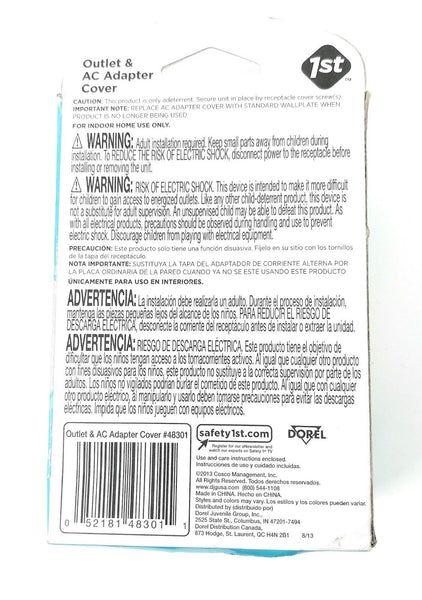 1st
™
Outlet &
AC Adapter
Cover
CAUTION: This product is only adeterrent. Secure unit in place by receptacle cover screw(s).
IMPORTANT NOTE: REPLACE AC ADAPTER COVER WITH STANDARD WALLPLATE WHEN
PRODUCT IS NO LONGER BEING USED.
FOR INDOOR HOME USE ONLY.
⚠ WARNING: Adult installation required. Keep small parts away from children during
installation. To REDUCE THE RISK OF ELECTRIC SHOCK, disconnect power to the receptacle before
installing or removing the unit.
⚠ WARNING: RISK OF ELECTRIC SHOCK. This device is intended to make it more difficult
for children to gain access to energized outlets. Like any other child-deterrent product, this device
is not a substitute for adult supervision. An unsupervised child may be able to defeat this product. As
with all electrical products, precautions should be observed during handling and use to prevent
electric shock. Discourage children from playing with electrical equipment.
PRECAUCIÓN: Este producto sólo tiene una función disuasiva. Fíjelo en su sitio con los tornillos
de la tapa del receptáculo.
NOTA IMPORTANTE: SUSTITUYA LA TAPA DEL ADAPTADOR DE CORRIENTE ALTERNA POR
LA PLACA ORDINARIA DE LA PARED CUANDO YA NO ESTE USANDO ESTE PRODUCTO
ÚNICAMENTE PARA USO EN INTERIORES.
ADVERTENCIA: La instalación debe realizarla un adulto. Durante el proceso de instalación,
mantenga las piezas pequeñas lejos del alcance de los niños. PARA REDUCIR EL RIESGO DE
DESCARGA ELÉCTRICA, desconecte la corriente del receptáculo antes de instalar o extraer la unidad.
ADVERTENCIA: RIESGO DE DESCARGA ELÉCTRICA. Este producto tiene el objetivo de
dificultar que los niños tengan acceso a los tomacorrientes activos. Al igual que cualquier otro producto
con fines disuasivos para los niños, este producto no sustituye a la correcta supervisión por parte de los
adultos. Los niños no vigilados podrían burlar el cometido de este producto. Al igual que con cualquier
otro producto eléctrico, al manipularlo y usarlo deben tomarse precauciones para evitar las descargas
eléctricas. Impida que los niños jueguen con equipos eléctricos.
Outlet & AC Adapter Cover #48301
0 52181 48301 1
safety1st.com
Register for our eNewsletter and
watch our experts on Safety 1st TV
DOREL
Use and care instructions enclosed.
Instrucciones de uso y cuidado incluidas.
©2013 Cosco Management, Inc.
All Rights Reserved. Todos los derechos reservados.
www.djgusa.com (800) 544-1108
Made in CHINA. Hecho en CHINA.
Styles and colors may vary. Los estilos y los colores pueden variar.
Distributed by (distribuido por)
Dorel Juvenile Group, Inc.,
2525 State St., Columbus, IN 47201-7494
Dorel Distribution Canada,
873 Hodge, St. Laurent, QC H4N 2B1 8/13